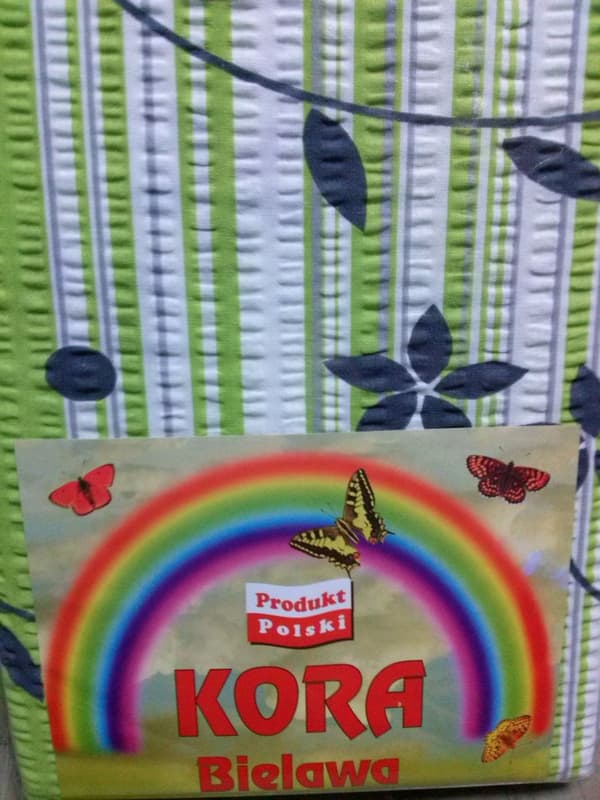 Produkt
Polski
KORA
Bielawa